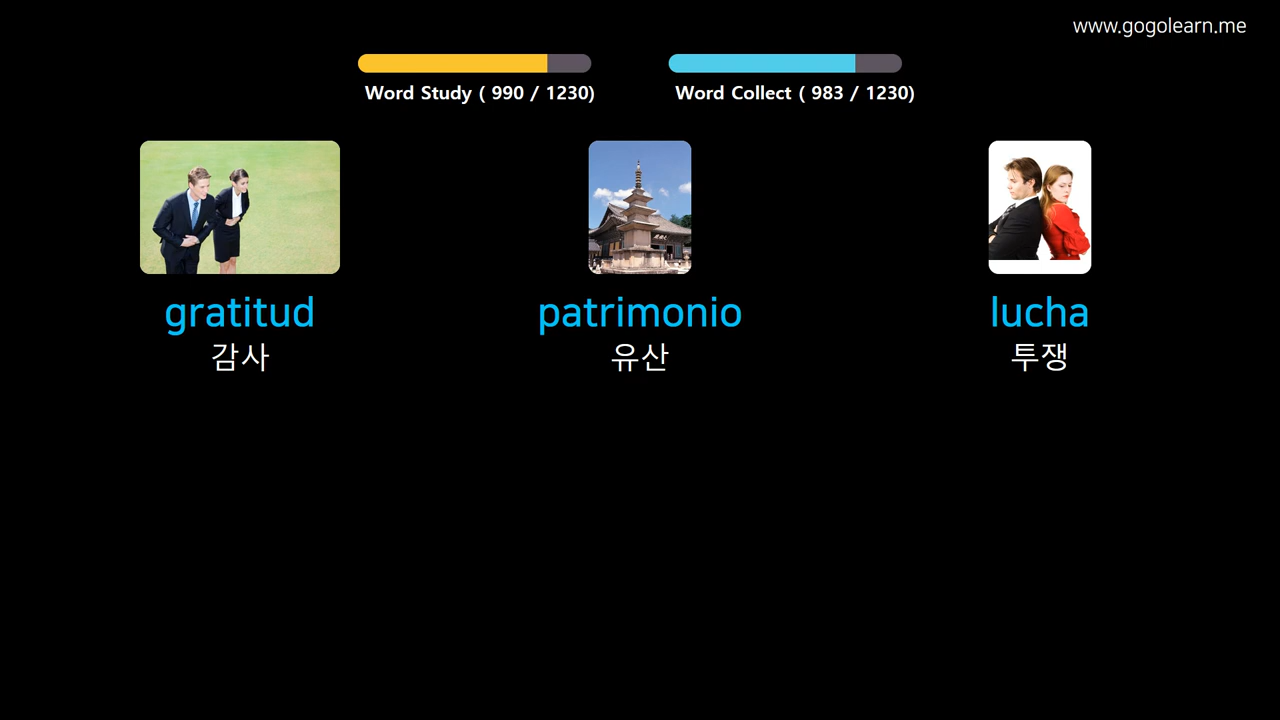 www.gogolearn.me
Word Study ( 990 / 1230)
Word Collect ( 983 / 1230)
gratitud
감사
patrimonio
유산
lucha
투쟁